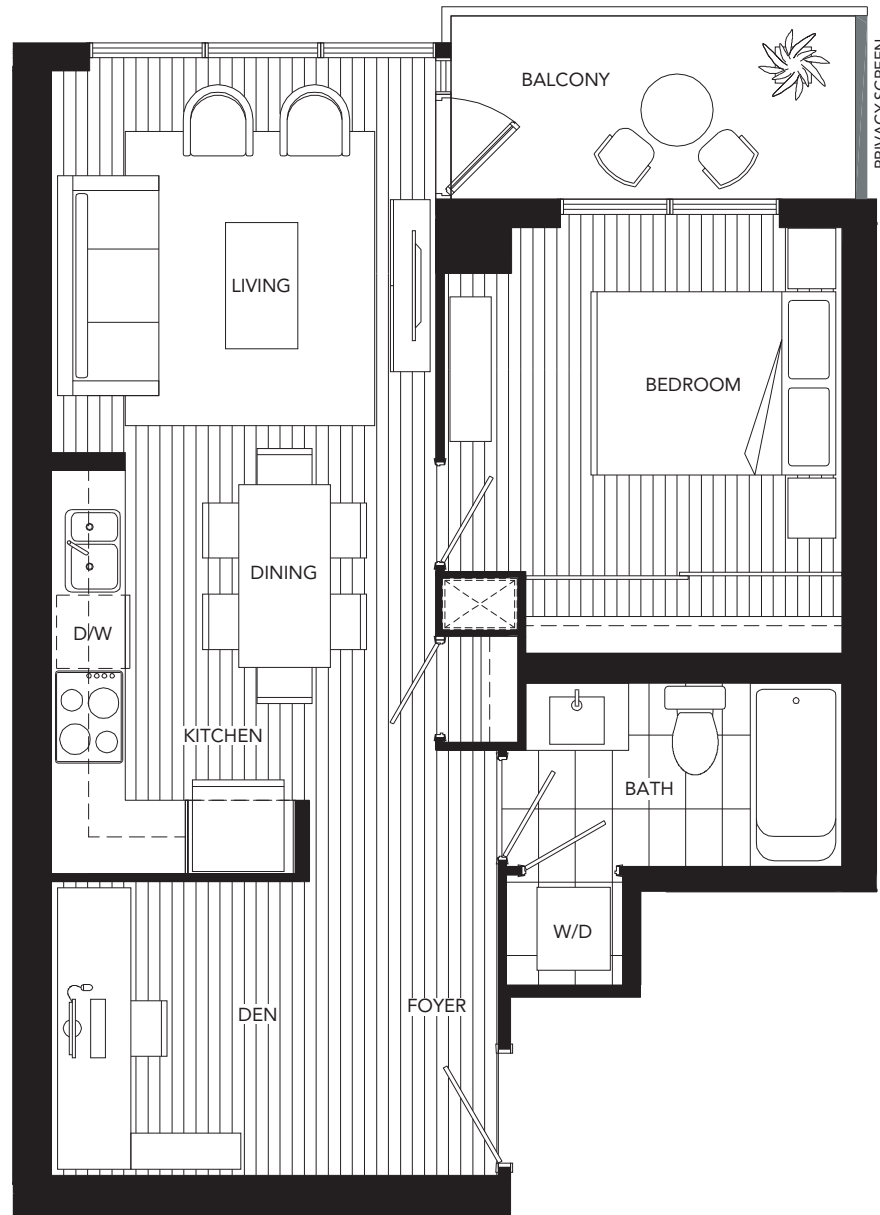 BALCONY
PRIVACY SCREEN
LIVING
BEDROOM
DINING
D/W
KITCHEN
BATH
W/D
DEN
FOYER